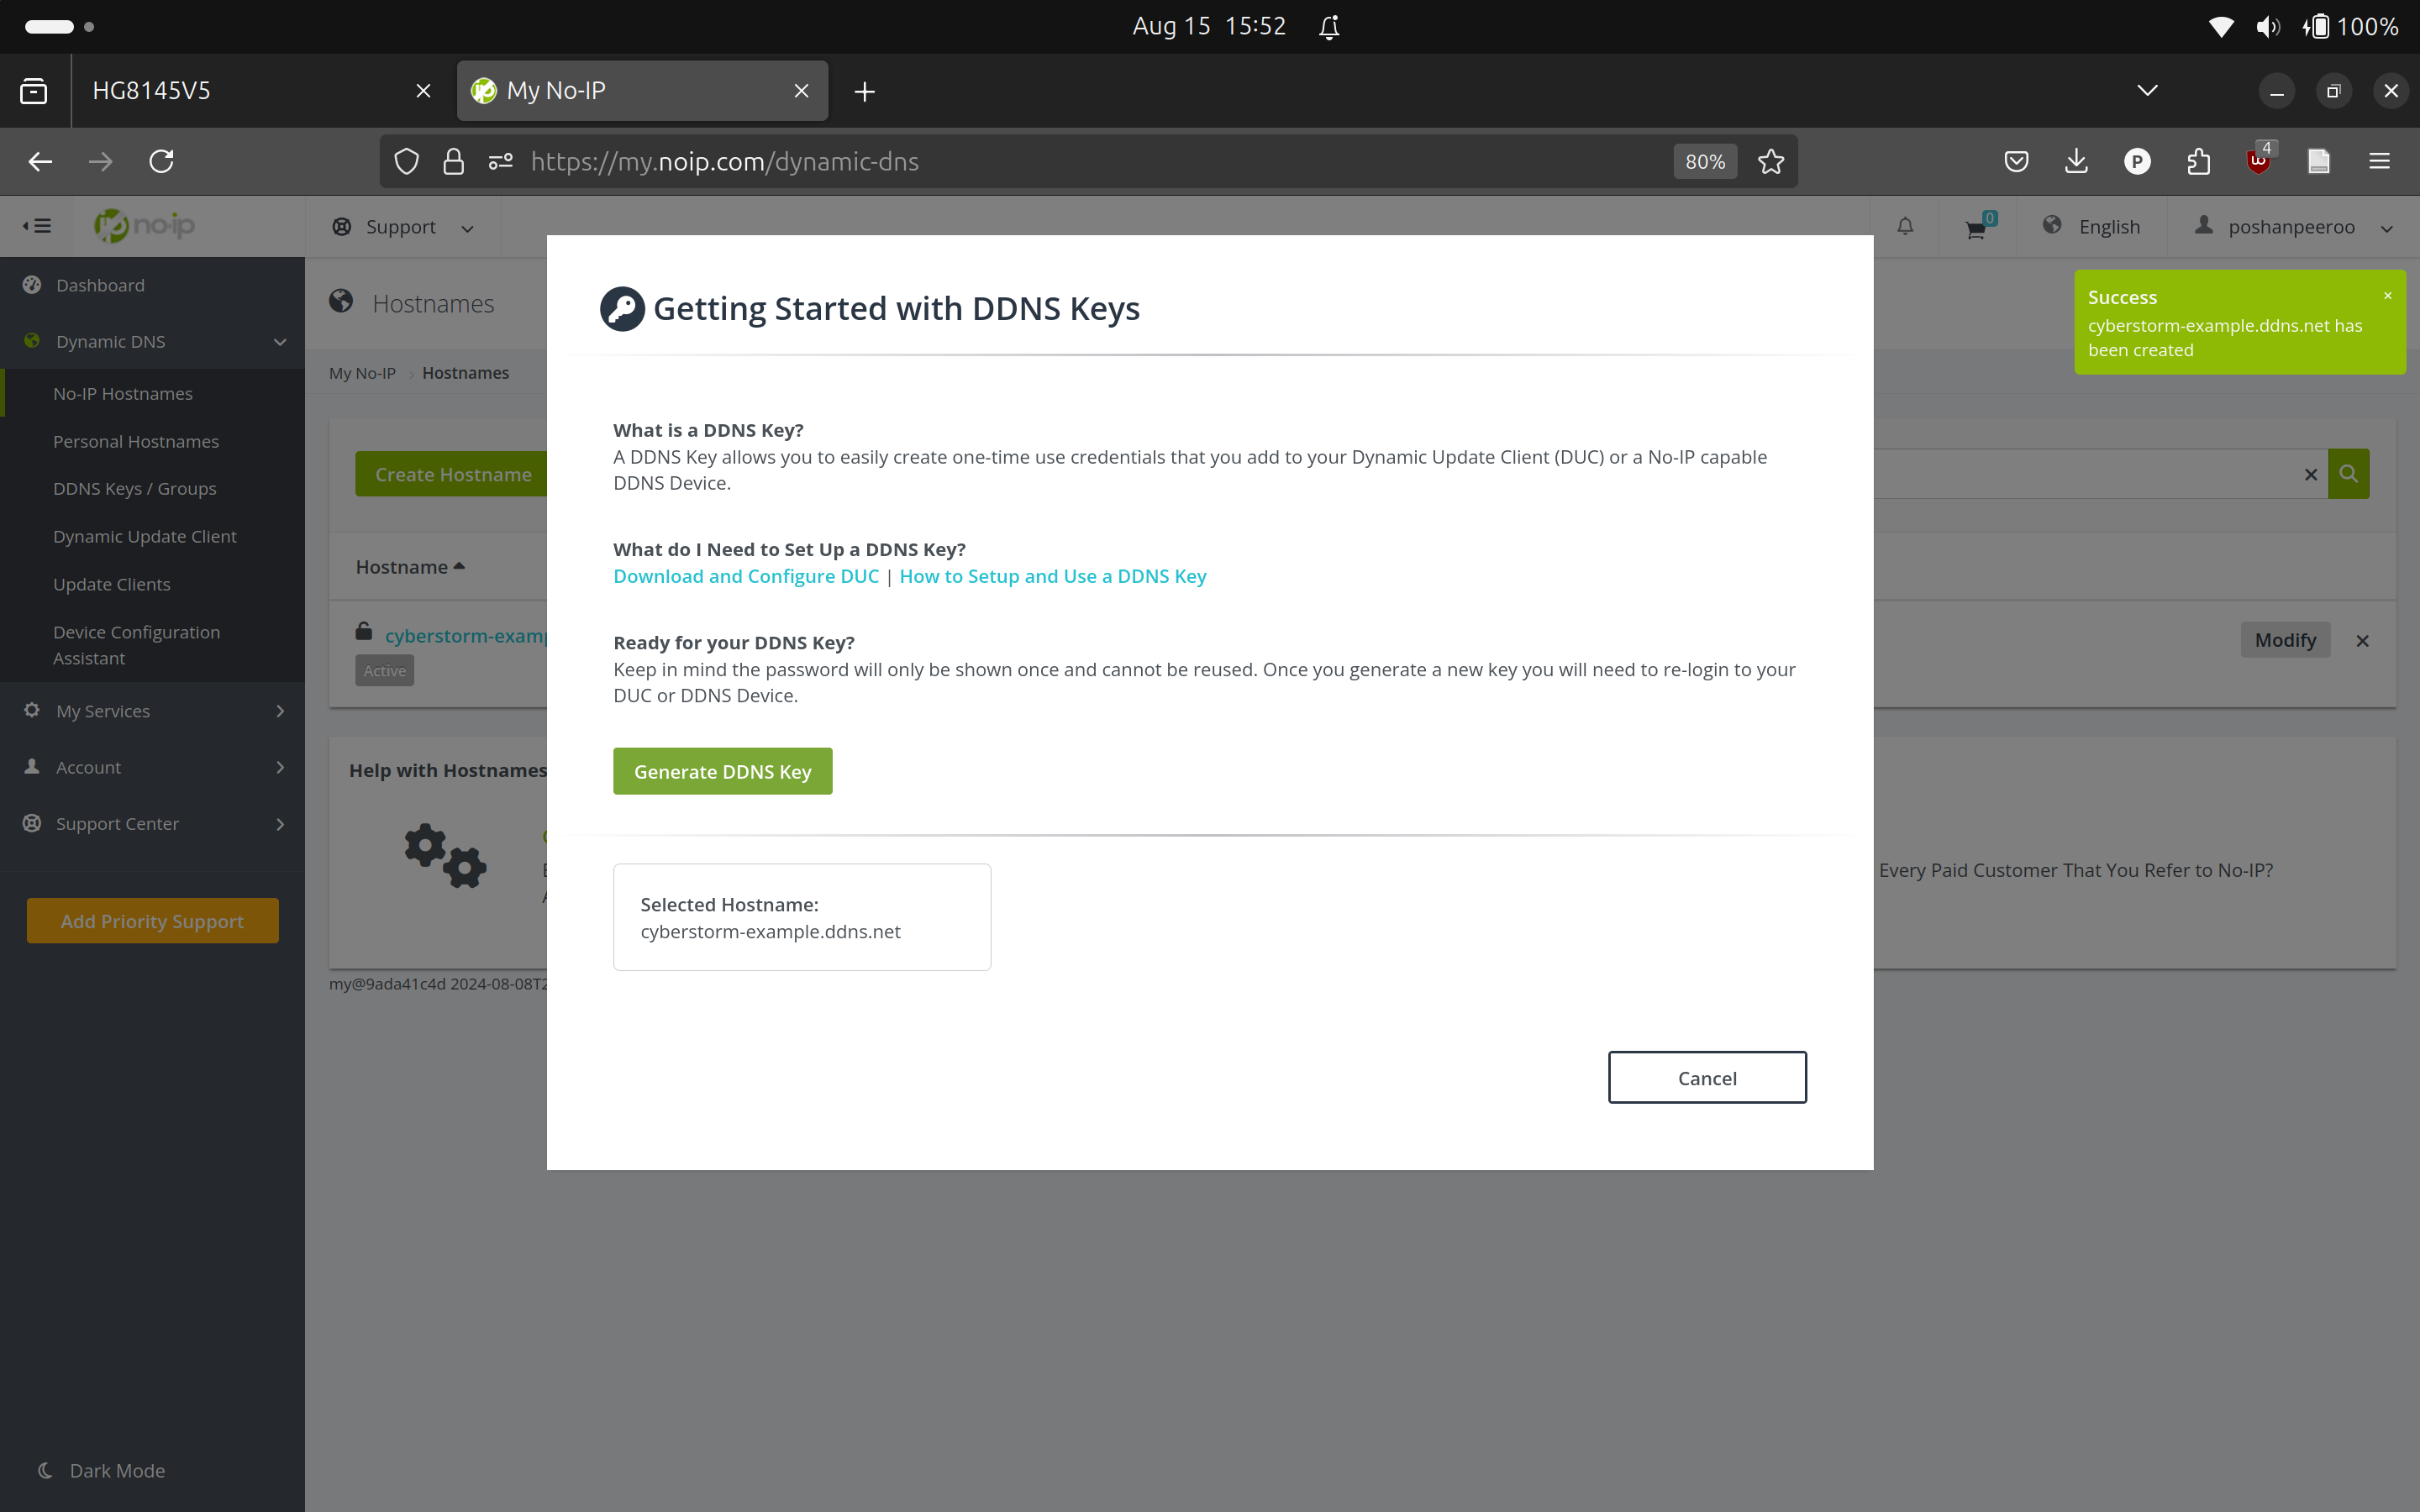 Aug 15 15:52
100%
HG8145V5
My No-IP
https://my.noip.com/dynamic-dns
80%
4
no-ip
Support
0
English
poshanpeeroo
Dashboard
Dynamic DNS
No-IP Hostnames
Personal Hostnames
DDNS Keys / Groups
Dynamic Update Client
Update Clients
Device Configuration
Assistant
My Services
Account
Support Center
Add Priority Support
Dark Mode
Hostnames
My No-IP › Hostnames
Create Hostname
Hostname
cyberstorm-examp
Active
Modify
Help with Hostnames
Every Paid Customer That You Refer to No-IP?
my@9ada41c4d 2024-08-08T2
Success
cyberstorm-example.ddns.net has
been created
Getting Started with DDNS Keys
What is a DDNS Key?
A DDNS Key allows you to easily create one-time use credentials that you add to your Dynamic Update Client (DUC) or a No-IP capable
DDNS Device.
What do I Need to Set Up a DDNS Key?
Download and Configure DUC | How to Setup and Use a DDNS Key
Ready for your DDNS Key?
Keep in mind the password will only be shown once and cannot be reused. Once you generate a new key you will need to re-login to your
DUC or DDNS Device.
Generate DDNS Key
Selected Hostname:
cyberstorm-example.ddns.net
Cancel